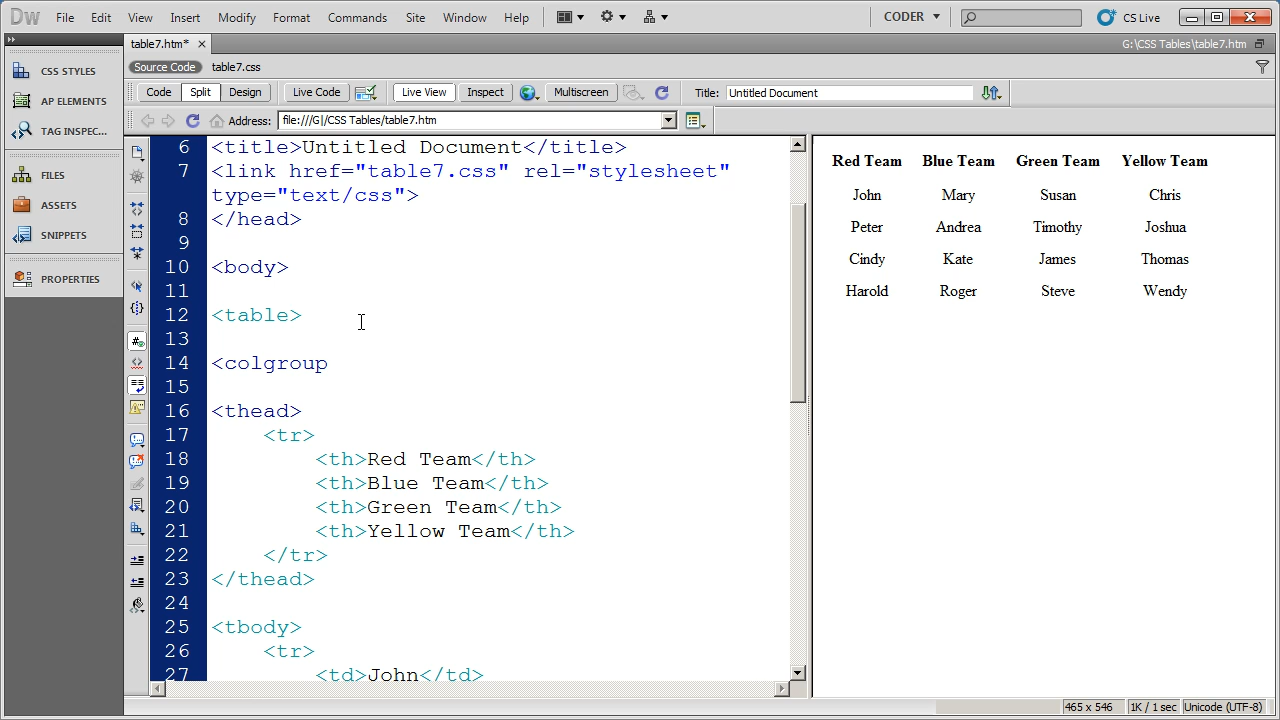 Dw File Edit View Insert Modify Format Commands Site Window Help CODER CS Live
table7.htm* G:\CSS Tables\table7.htm
Source Code table7.css
Code Split Design Live Code Live View Inspect Multiscreen Title: Untitled Document
Address: file:///G|/CSS Tables/table7.htm
CSS STYLES
AP ELEMENTS
TAG INSPEC...
FILES
ASSETS
SNIPPETS
PROPERTIES
6 <title>Untitled Document</title>
7 <link href="table7.css" rel="stylesheet"
type="text/css">
8 </head>
9
10 <body>
11
12 <table>
13
14 <colgroup
15
16 <thead>
17 <tr>
18 <th>Red Team</th>
19 <th>Blue Team</th>
20 <th>Green Team</th>
21 <th>Yellow Team</th>
22 </tr>
23 </thead>
24
25 <tbody>
26 <tr>
27 <td>John</td>
Red Team Blue Team Green Team Yellow Team
John Mary Susan Chris
Peter Andrea Timothy Joshua
Cindy Kate James Thomas
Harold Roger Steve Wendy
465 x 546 1K / 1 sec Unicode (UTF-8)